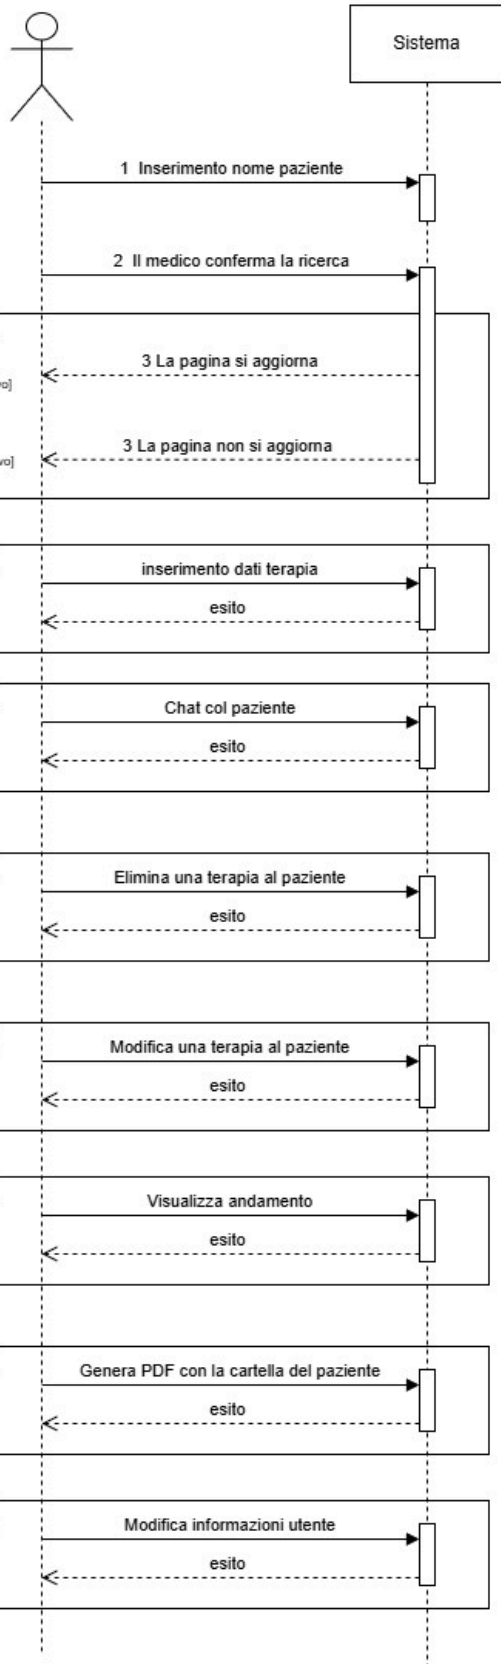 Sistema
1 Inserimento nome paziente
2 Il medico conferma la ricerca
3 La pagina si aggiorna
vo]
3 La pagina non si aggiorna
vo]
inserimento dati terapia
esito
Chat col paziente
esito
Elimina una terapia al paziente
esito
Modifica una terapia al paziente
esito
Visualizza andamento
esito
Genera PDF con la cartella del paziente
esito
Modifica informazioni utente
esito